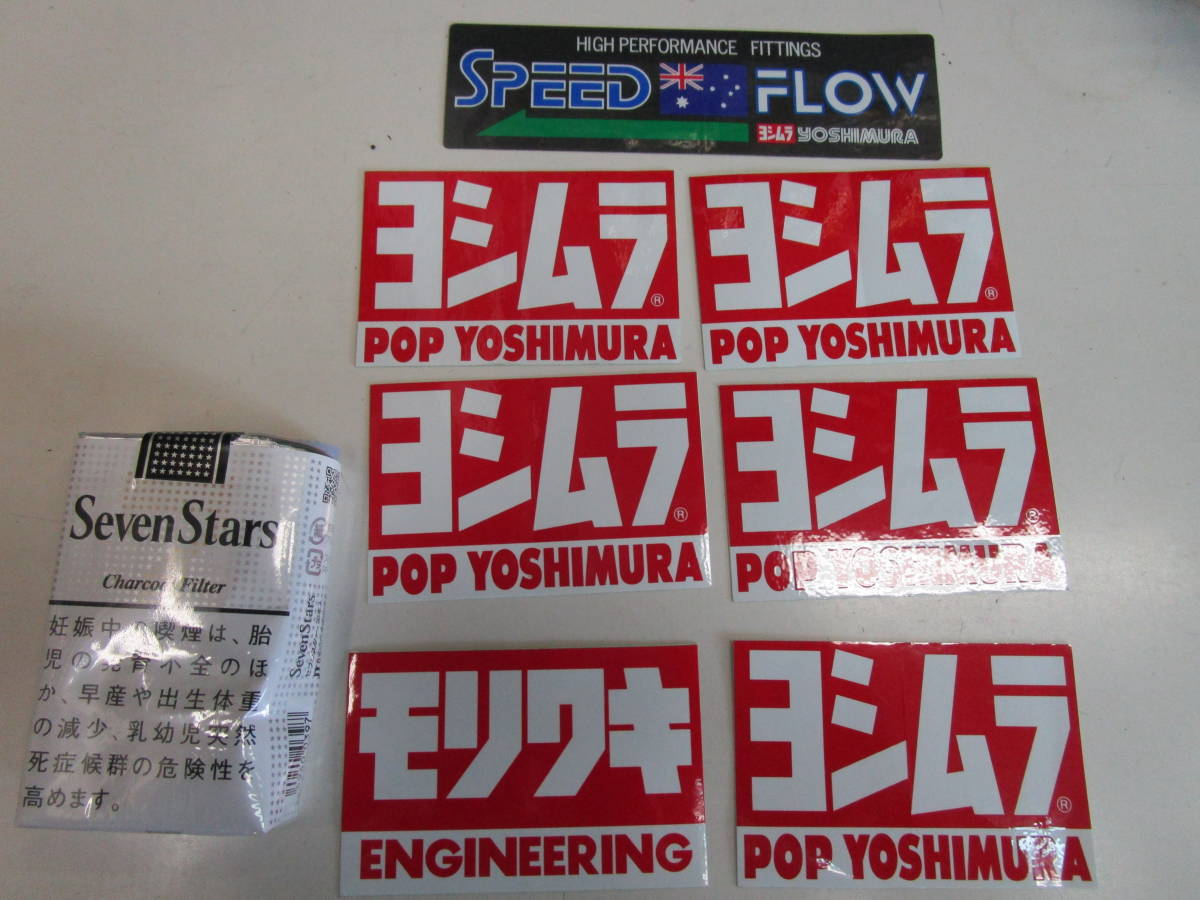 HIGH PERFORMANCE FITTINGS
SPEED FLOW
ヨシムラ YOSHIMURA
ヨシムラ®
POP YOSHIMURA
ヨシムラ®
POP YOSHIMURA
ヨシムラ®
POP YOSHIMURA
ヨシムラ®
POP YOSHIMURA
モリワキ
ENGINEERING
ヨシムラ®
POP YOSHIMURA
Seven Stars
Charcoal Filter
妊娠中の喫煙は、胎
児の発育不全のほ
か、早産や出生体重
の減少、乳幼児突然
死症候群の危険性を
高めます。
SevenStars